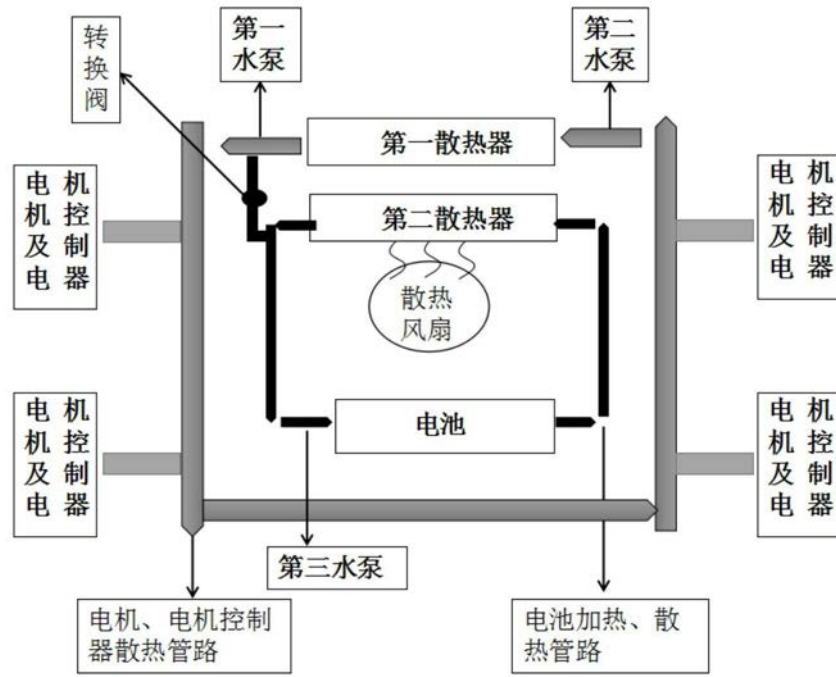 转
换
阀
第一
水泵
第二
水泵
第一散热器
电 机
机 控
及 制
电 器
第二散热器
电 机
机 控
及 制
电 器
散热
风扇
电 机
机 控
及 制
电 器
电池
电 机
机 控
及 制
电 器
第三水泵
电机、电机控制
器散热管路
电池加热、散
热管路